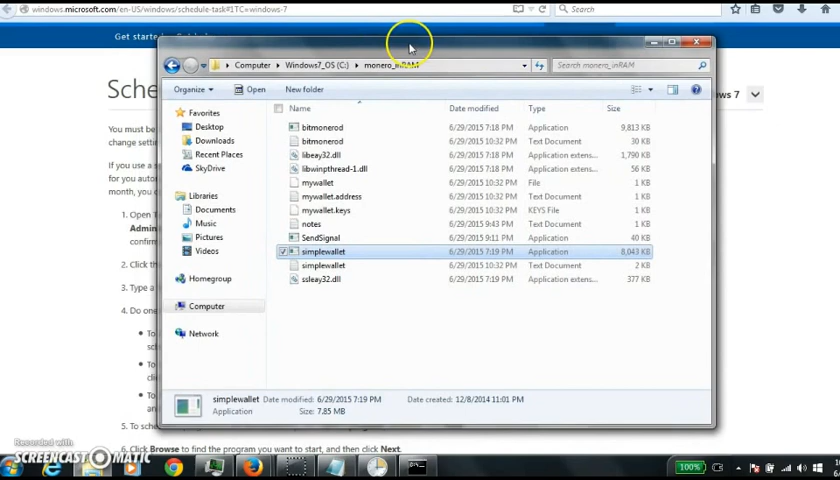 windows.microsoft.com/en-US/windows/schedule-task#1TC=windows-7
Search
Get started
Computer Windows7_OS (C:) monero_inRAM
Search monero_inRAM
Organize Open New folder
Name Date modified Type Size
Favorites
Desktop
Downloads
Recent Places
SkyDrive
Libraries
Documents
Music
Pictures
Videos
Homegroup
Computer
Network
bitmonerod 6/29/2015 7:18 PM Application 9,813 KB
bitmonerod 6/29/2015 10:32 PM Text Document 30 KB
libeay32.dll 6/29/2015 7:18 PM Application extens... 1,790 KB
libwinpthread-1.dll 6/29/2015 7:18 PM Application extens... 56 KB
mywallet 6/29/2015 10:32 PM File 1 KB
mywallet.address 6/29/2015 10:32 PM Text Document 1 KB
mywallet.keys 6/29/2015 10:32 PM KEYS File 1 KB
notes 6/29/2015 9:43 PM Text Document 1 KB
SendSignal 6/29/2015 9:11 PM Application 40 KB
simplewallet 6/29/2015 7:19 PM Application 8,043 KB
simplewallet 6/29/2015 10:32 PM Text Document 2 KB
ssleay32.dll 6/29/2015 7:19 PM Application extens... 377 KB
simplewallet Date modified: 6/29/2015 7:19 PM Date created: 12/8/2014 11:01 PM
Application Size: 7.85 MB
Sche
You must be
change settin
If you use a
for you autom
month, you
1. Open T
Admin
confirm
2. Click the
3. Type a
4. Do one
To
To
To
5. To sche
6. Click Browse to find the program you want to start, and then click Next.
Recorded with
SCREENCAST MATIC
100%